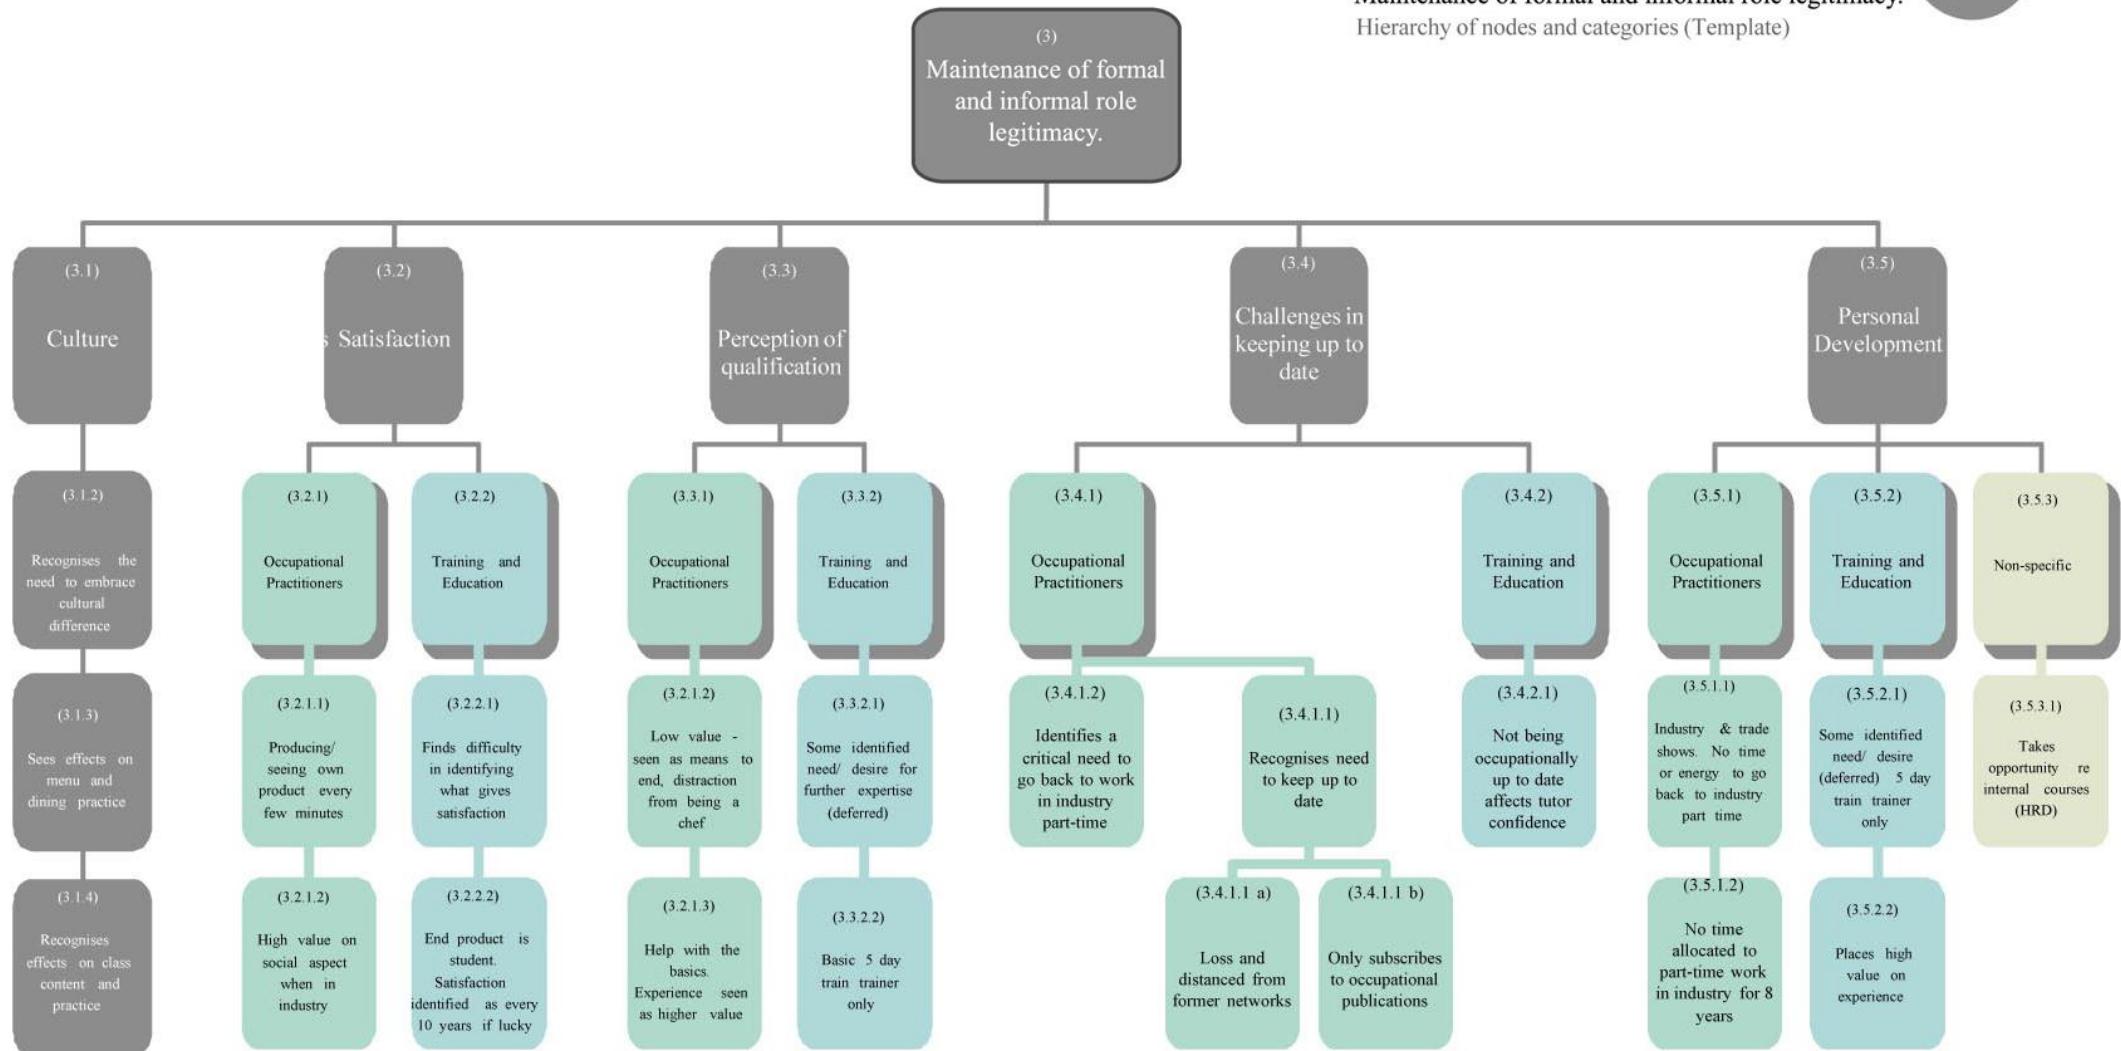 Maintenance of formal and informal role legitimacy.
Hierarchy of nodes and categories (Template)
(3)
Maintenance of formal
and informal role
legitimacy.
(3.1)
Culture
(3.2)
s Satisfaction
(3.3)
Perception of
qualification
(3.4)
Challenges in
keeping up to
date
(3.5)
Personal
Development
(3.1.2)
Recognises the
need to embrace
cultural
difference
(3.2.1)
Occupational
Practitioners
(3.2.2)
Training and
Education
(3.3.1)
Occupational
Practitioners
(3.3.2)
Training and
Education
(3.4.1)
Occupational
Practitioners
(3.4.2)
Training and
Education
(3.5.1)
Occupational
Practitioners
(3.5.2)
Training and
Education
(3.5.3)
Non-specific
(3.1.3)
Sees effects on
menu and
dining practice
(3.2.1.1)
Producing/
seeing own
product every
few minutes
(3.2.2.1)
Finds difficulty
in identifying
what gives
satisfaction
(3.2.1.2)
Low value -
seen as means to
end, distraction
from being a
chef
(3.3.2.1)
Some identified
need/ desire for
further expertise
(deferred)
(3.4.1.2)
Identifies a
critical need to
go back to work
in industry
part-time
(3.4.1.1)
Recognises need
to keep up to
date
(3.4.2.1)
Not being
occupationally
up to date
affects tutor
confidence
(3.5.1.1)
Industry & trade
shows. No time
or energy to go
back to industry
part time
(3.5.2.1)
Some identified
need/ desire
(deferred) 5 day
train trainer
only
(3.5.3.1)
Takes
opportunity re
internal courses
(HRD)
(3.1.4)
Recognises
effects on class
content and
practice
(3.2.1.2)
High value on
social aspect
when in
industry
(3.2.2.2)
End product is
student.
Satisfaction
identified as every
10 years if lucky
(3.2.1.3)
Help with the
basics.
Experience seen
as higher value
(3.3.2.2)
Basic 5 day
train trainer
only
(3.4.1.1 a)
Loss and
distanced from
former networks
(3.4.1.1 b)
Only subscribes
to occupational
publications
(3.5.1.2)
No time
allocated to
part-time work
in industry for 8
years
(3.5.2.2)
Places high
value on
experience